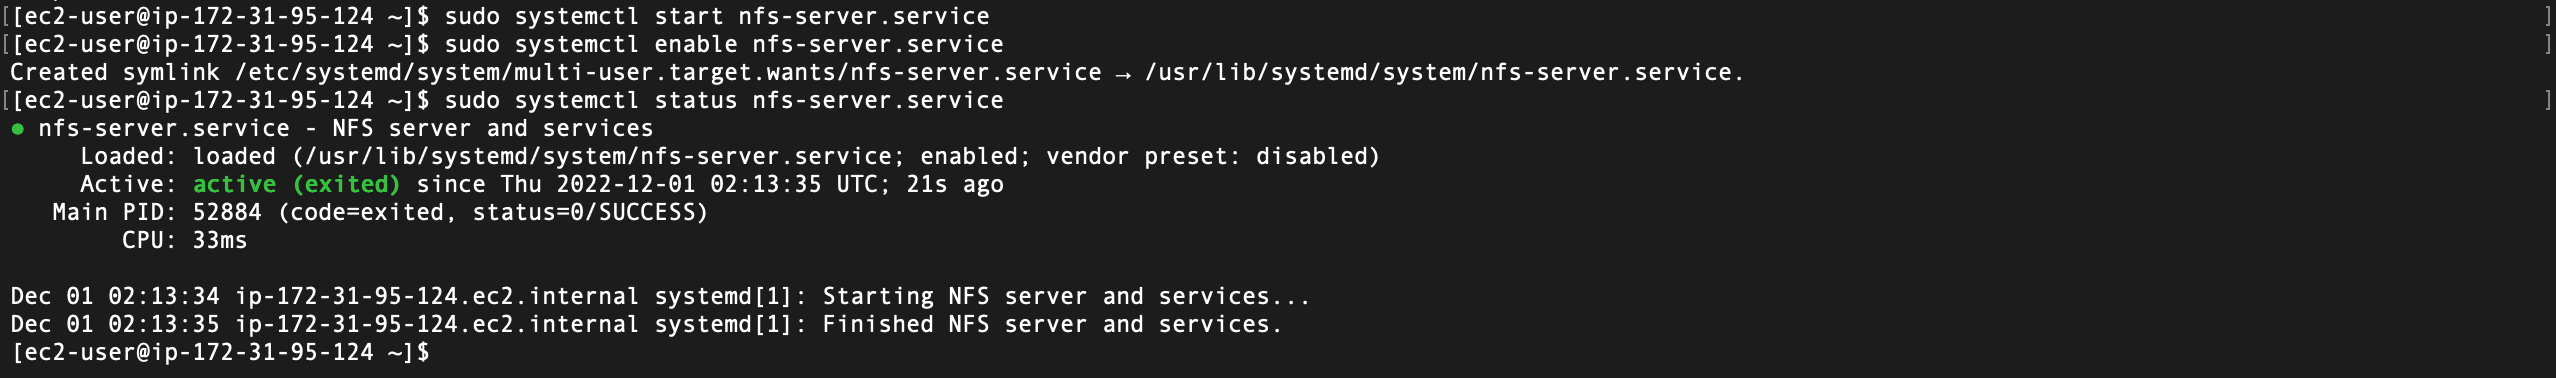 [[ec2-user@ip-172-31-95-124 ~]$ sudo systemctl start nfs-server.service ]
[[ec2-user@ip-172-31-95-124 ~]$ sudo systemctl enable nfs-server.service ]
Created symlink /etc/systemd/system/multi-user.target.wants/nfs-server.service → /usr/lib/systemd/system/nfs-server.service.
[[ec2-user@ip-172-31-95-124 ~]$ sudo systemctl status nfs-server.service ]
● nfs-server.service - NFS server and services
Loaded: loaded (/usr/lib/systemd/system/nfs-server.service; enabled; vendor preset: disabled)
Active: active (exited) since Thu 2022-12-01 02:13:35 UTC; 21s ago
Main PID: 52884 (code=exited, status=0/SUCCESS)
CPU: 33ms
Dec 01 02:13:34 ip-172-31-95-124.ec2.internal systemd[1]: Starting NFS server and services...
Dec 01 02:13:35 ip-172-31-95-124.ec2.internal systemd[1]: Finished NFS server and services.
[ec2-user@ip-172-31-95-124 ~]$